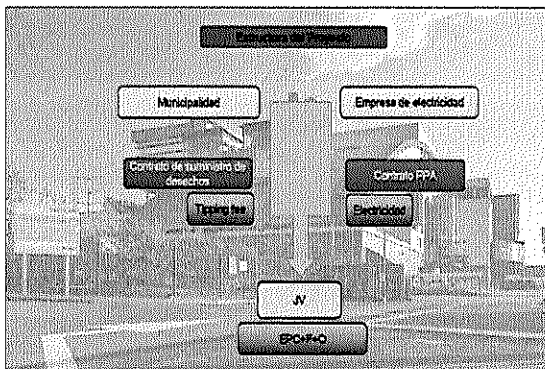 Estructura del Proyecto
Municipalidad
Empresa de electricidad
Contrato de suministro de
desechos
Contrato PPA
Tipping fee
Electricidad
JV
EPC+F+O